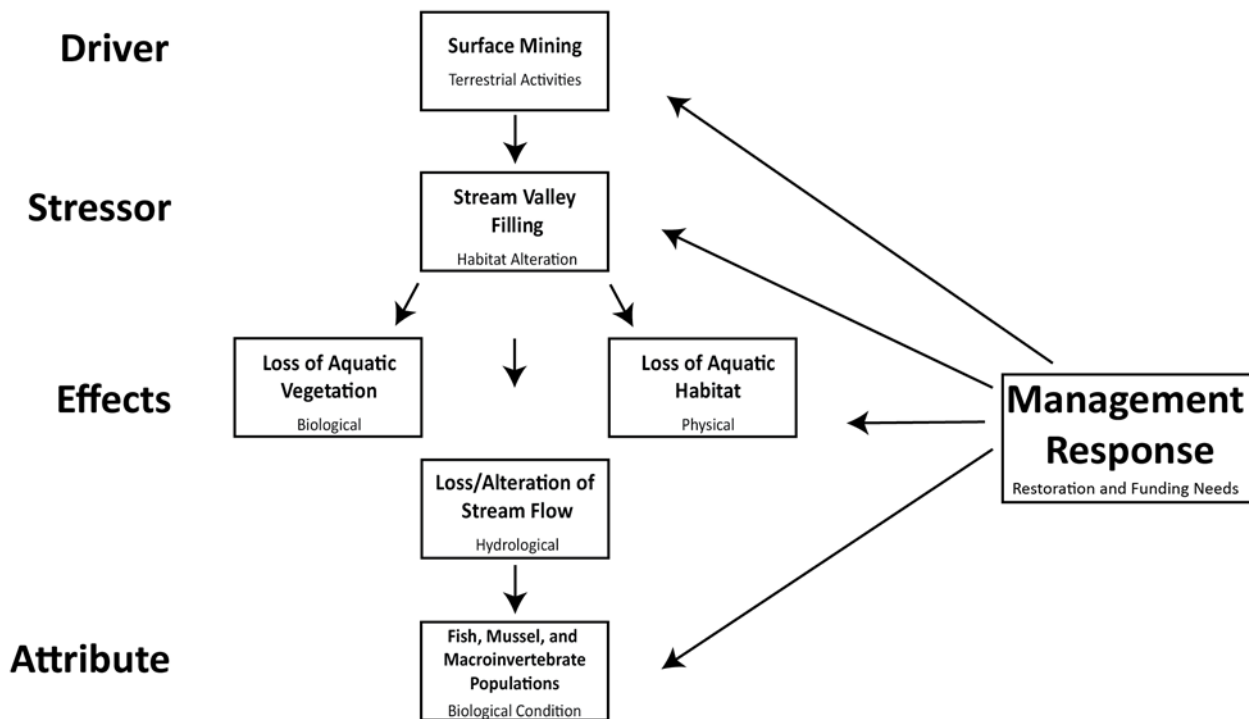 Driver
Surface Mining
Terrestrial Activities
Stressor
Stream Valley
Filling
Habitat Alteration
Effects
Loss of Aquatic
Vegetation
Biological
Loss of Aquatic
Habitat
Physical
Loss/Alteration of
Stream Flow
Hydrological
Management
Response
Restoration and Funding Needs
Attribute
Fish, Mussel, and
Macroinvertebrate
Populations
Biological Condition